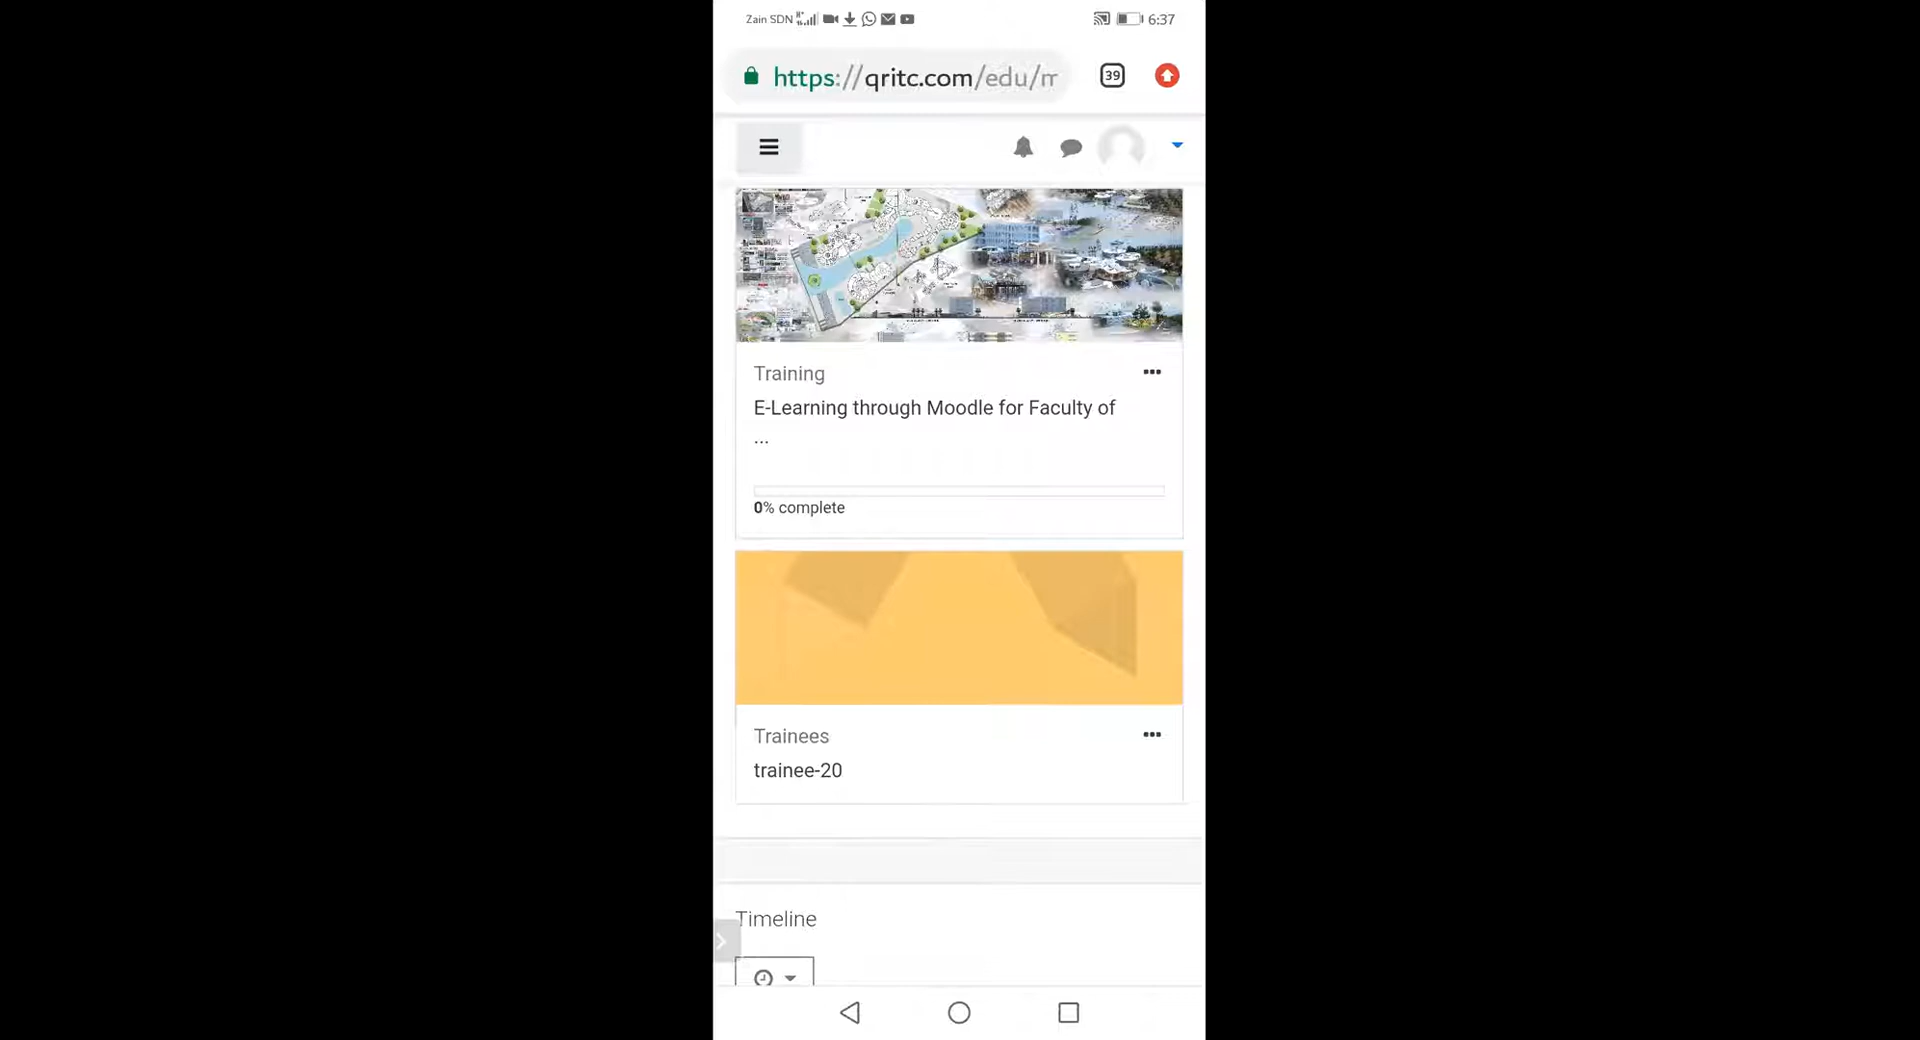 Zain SDN
6:37
https://qritc.com/edu/m
39
Training
E-Learning through Moodle for Faculty of
...
0% complete
Trainees
trainee-20
Timeline